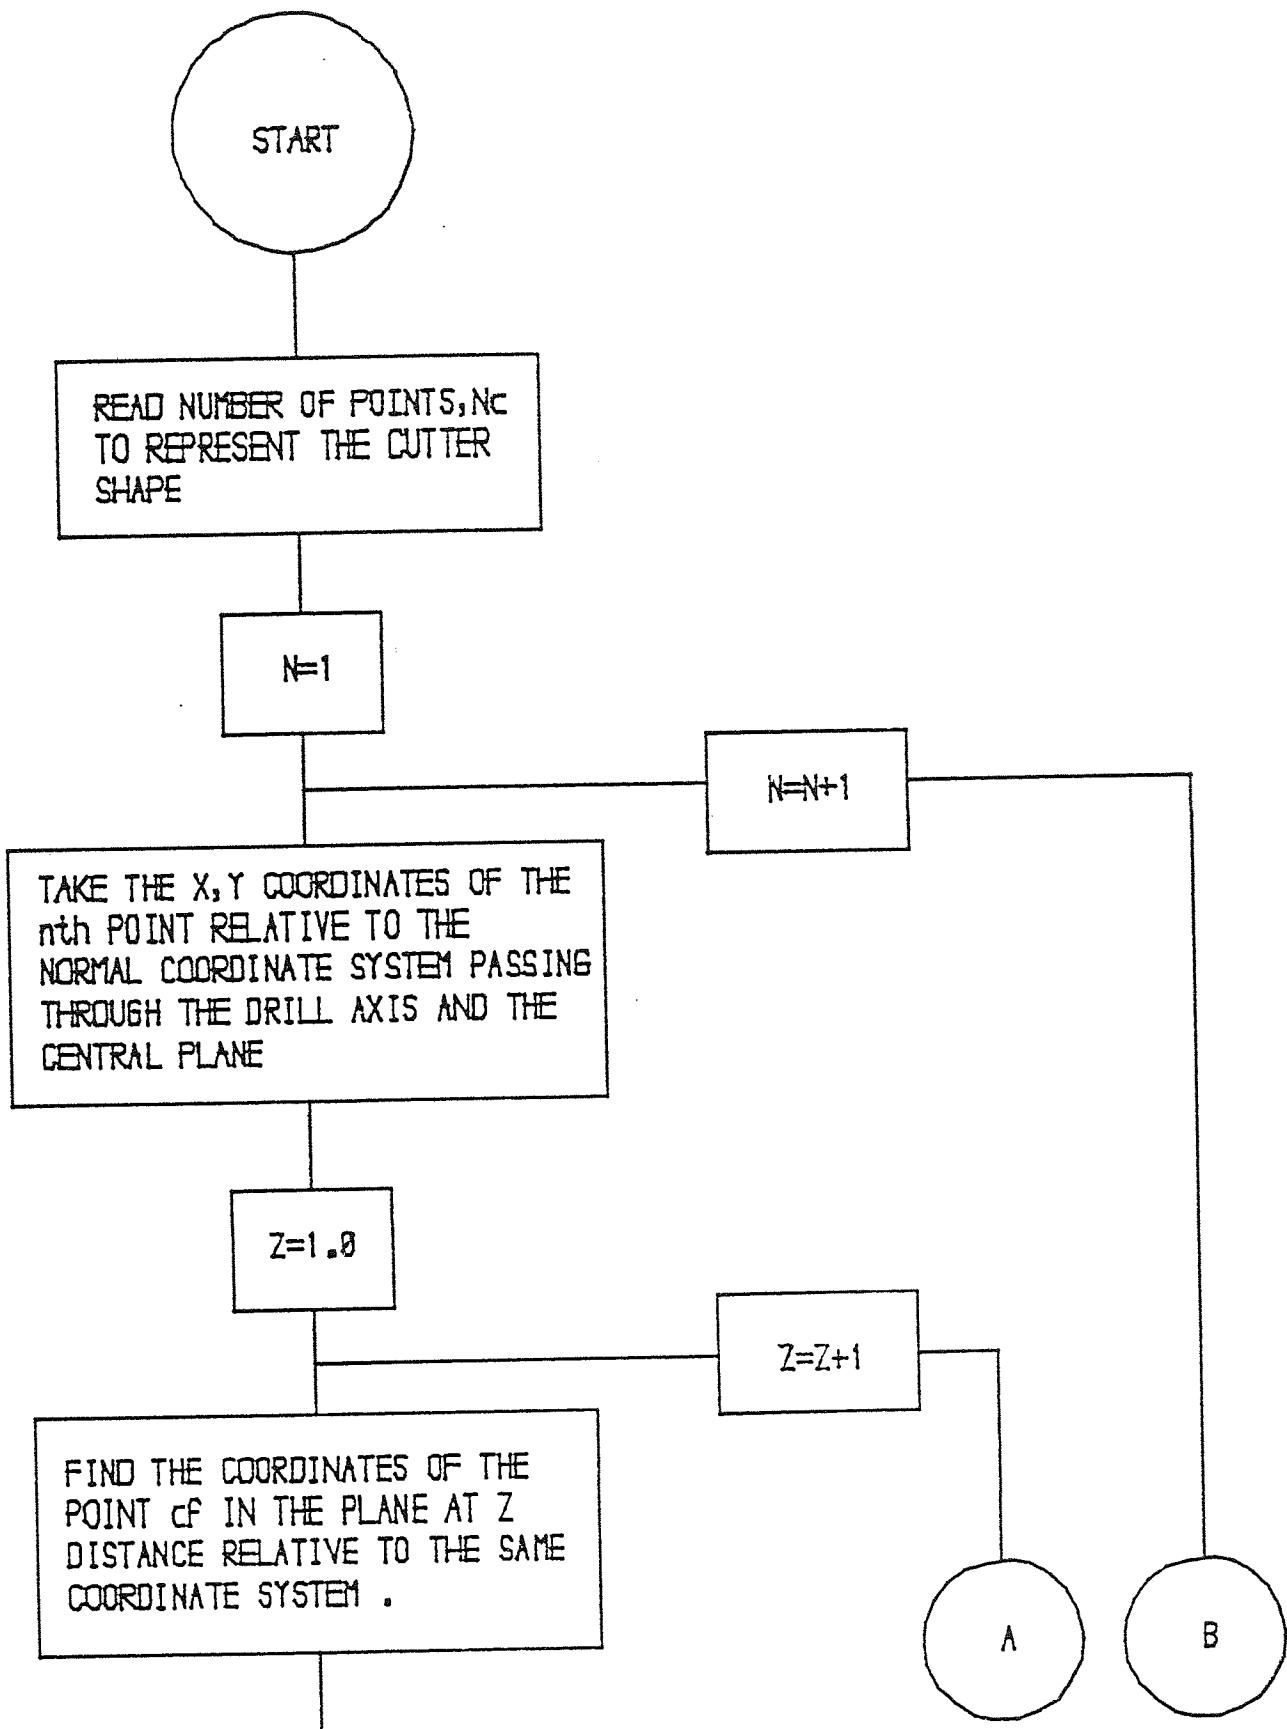 START
READ NUMBER OF POINTS,Nc
TO REPRESENT THE CUTTER
SHAPE
N=1
N=N+1
TAKE THE X,Y COORDINATES OF THE
nth POINT RELATIVE TO THE
NORMAL COORDINATE SYSTEM PASSING
THROUGH THE DRILL AXIS AND THE
CENTRAL PLANE
Z=1.0
Z=Z+1
FIND THE COORDINATES OF THE
POINT cf IN THE PLANE AT Z
DISTANCE RELATIVE TO THE SAME
COORDINATE SYSTEM .
A
B